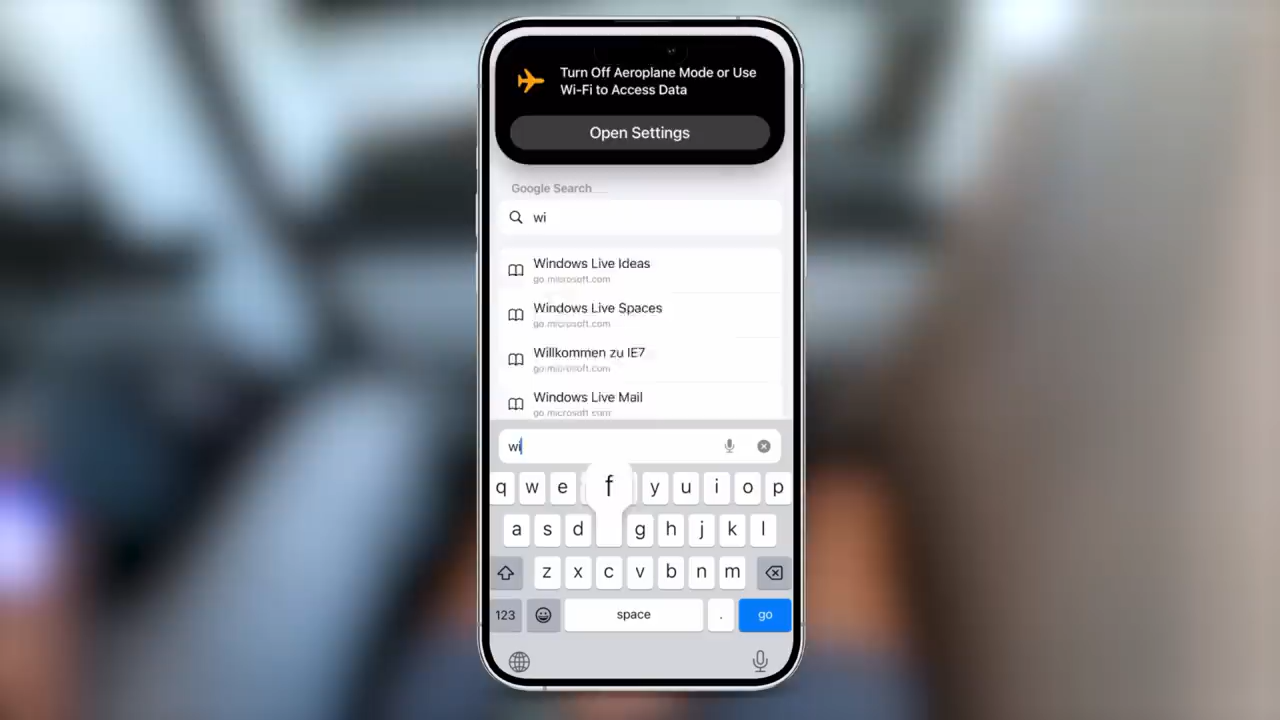 Turn Off Aeroplane Mode or Use
Wi-Fi to Access Data
Open Settings
Google Search
wi
Windows Live Ideas
go.microsoft.com
Windows Live Spaces
go.microsoft.com
Willkommen zu IE7
go.microsoft.com
Windows Live Mail
go.microsoft.com
wi
q w e f y u i o p
a s d g h j k l
z x c v b n m
123 space . go